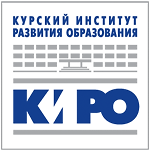 КУРСКИЙ ИНСТИТУТ
РАЗВИТИЯ ОБРАЗОВАНИЯ
КИРО